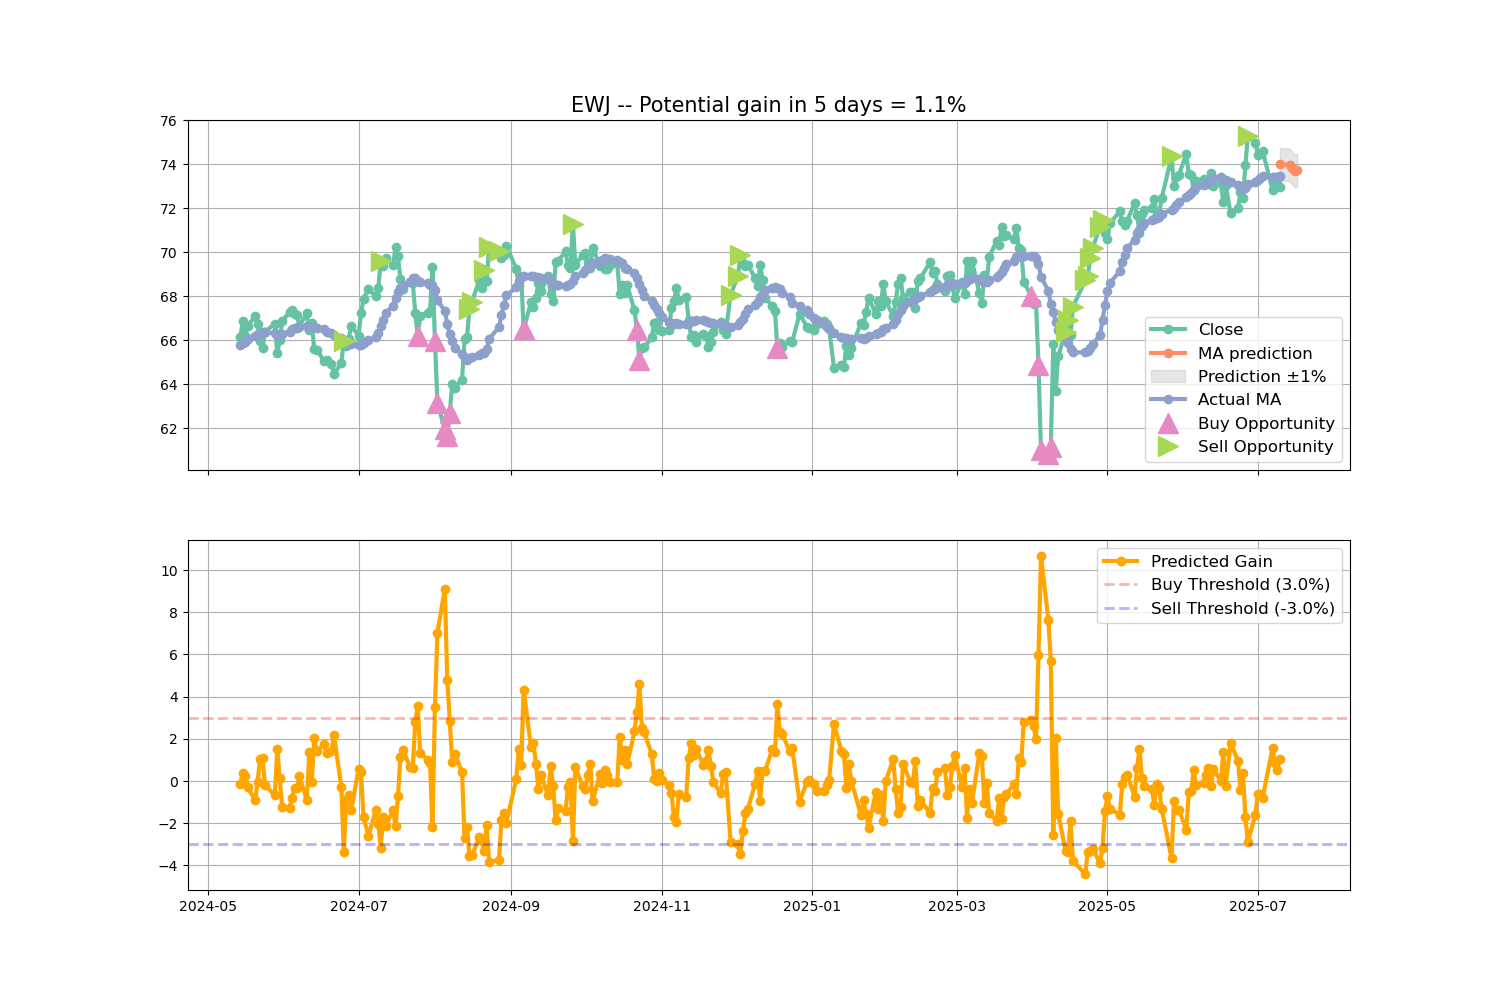 EWJ -- Potential gain in 5 days = 1.1%
76
74
72
70
68
66
64
62
Close
MA prediction
Prediction ±1%
Actual MA
Buy Opportunity
Sell Opportunity
10
8
6
4
2
0
−2
−4
Predicted Gain
Buy Threshold (3.0%)
Sell Threshold (-3.0%)
2024-05
2024-07
2024-09
2024-11
2025-01
2025-03
2025-05
2025-07